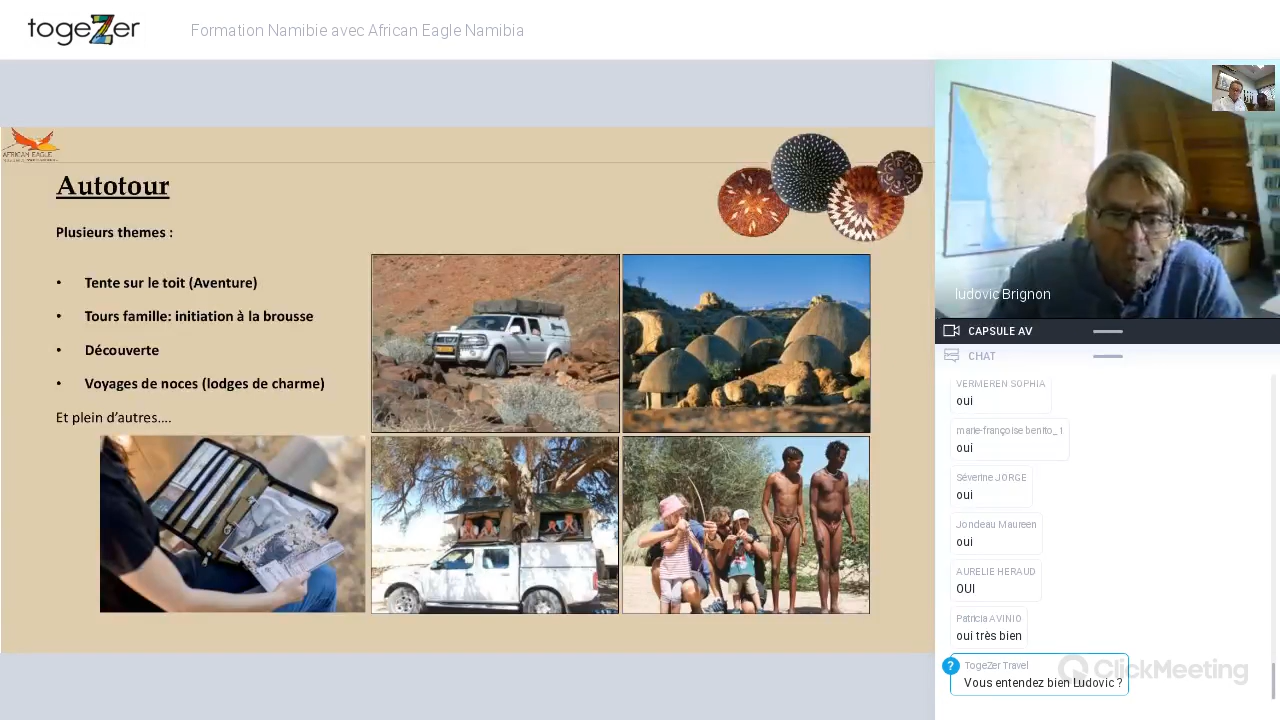 togeZer
Formation Namibie avec African Eagle Namibia
AFRICAN EAGLE
Autotour
Plusieurs themes :
• Tente sur le toit (Aventure)
• Tours famille: initiation à la brousse
• Découverte
• Voyages de noces (lodges de charme)
Et plein d'autres....
ludovic Brignon
CAPSULE AV
CHAT
VERMEREN SOPHIA
oui
marie-françoise benito_ t
oui
Séverine JORGE
oui
Jondeau Maureen
oui
AURELIE HERAUD
OUI
Patricia AVINIO
oui très bien
? TogeZer Travel
Vous entendez bien Ludovic ?
ClickMeeting